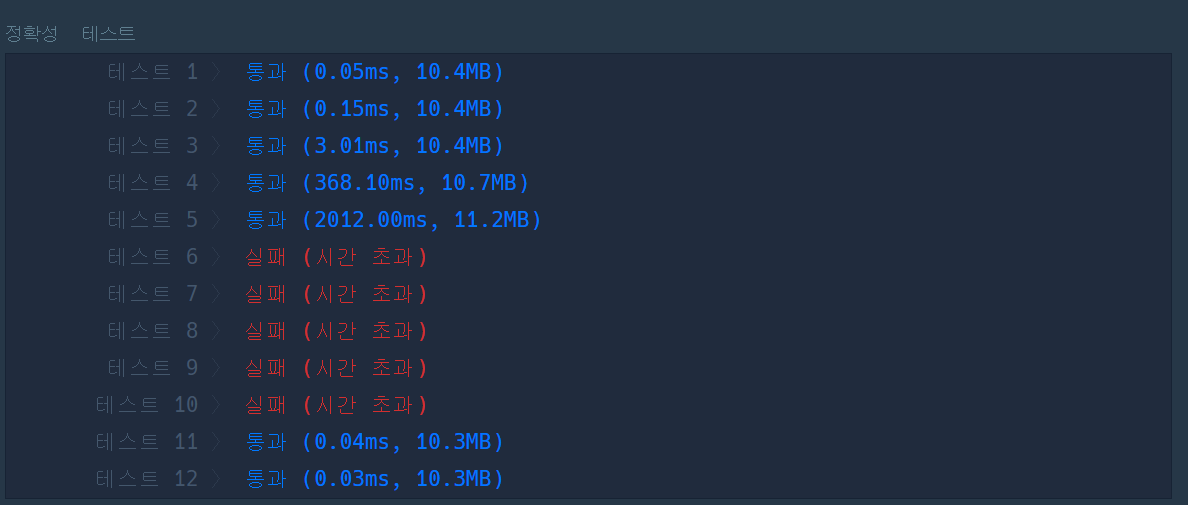 정확성 테스트
테스트 1 〉 통과 (0.05ms, 10.4MB)
테스트 2 〉 통과 (0.15ms, 10.4MB)
테스트 3 〉 통과 (3.01ms, 10.4MB)
테스트 4 〉 통과 (368.10ms, 10.7MB)
테스트 5 〉 통과 (2012.00ms, 11.2MB)
테스트 6 〉 실패 (시간 초과)
테스트 7 〉 실패 (시간 초과)
테스트 8 〉 실패 (시간 초과)
테스트 9 〉 실패 (시간 초과)
테스트 10 〉 실패 (시간 초과)
테스트 11 〉 통과 (0.04ms, 10.3MB)
테스트 12 〉 통과 (0.03ms, 10.3MB)